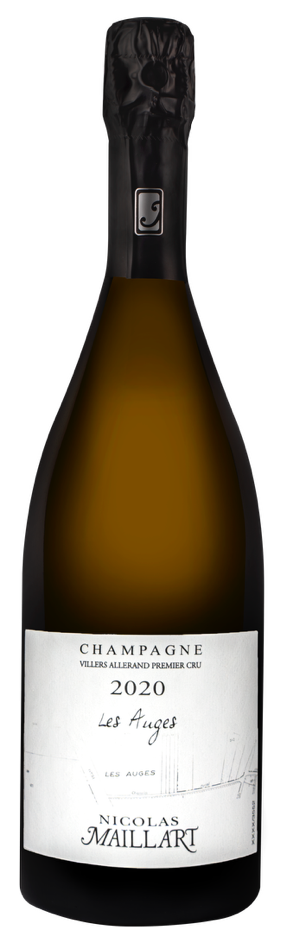 CHAMPAGNE
VILLERS ALLERAND PREMIER CRU
2020
Les Auges
LES AUGES
NICOLAS
MAILLART